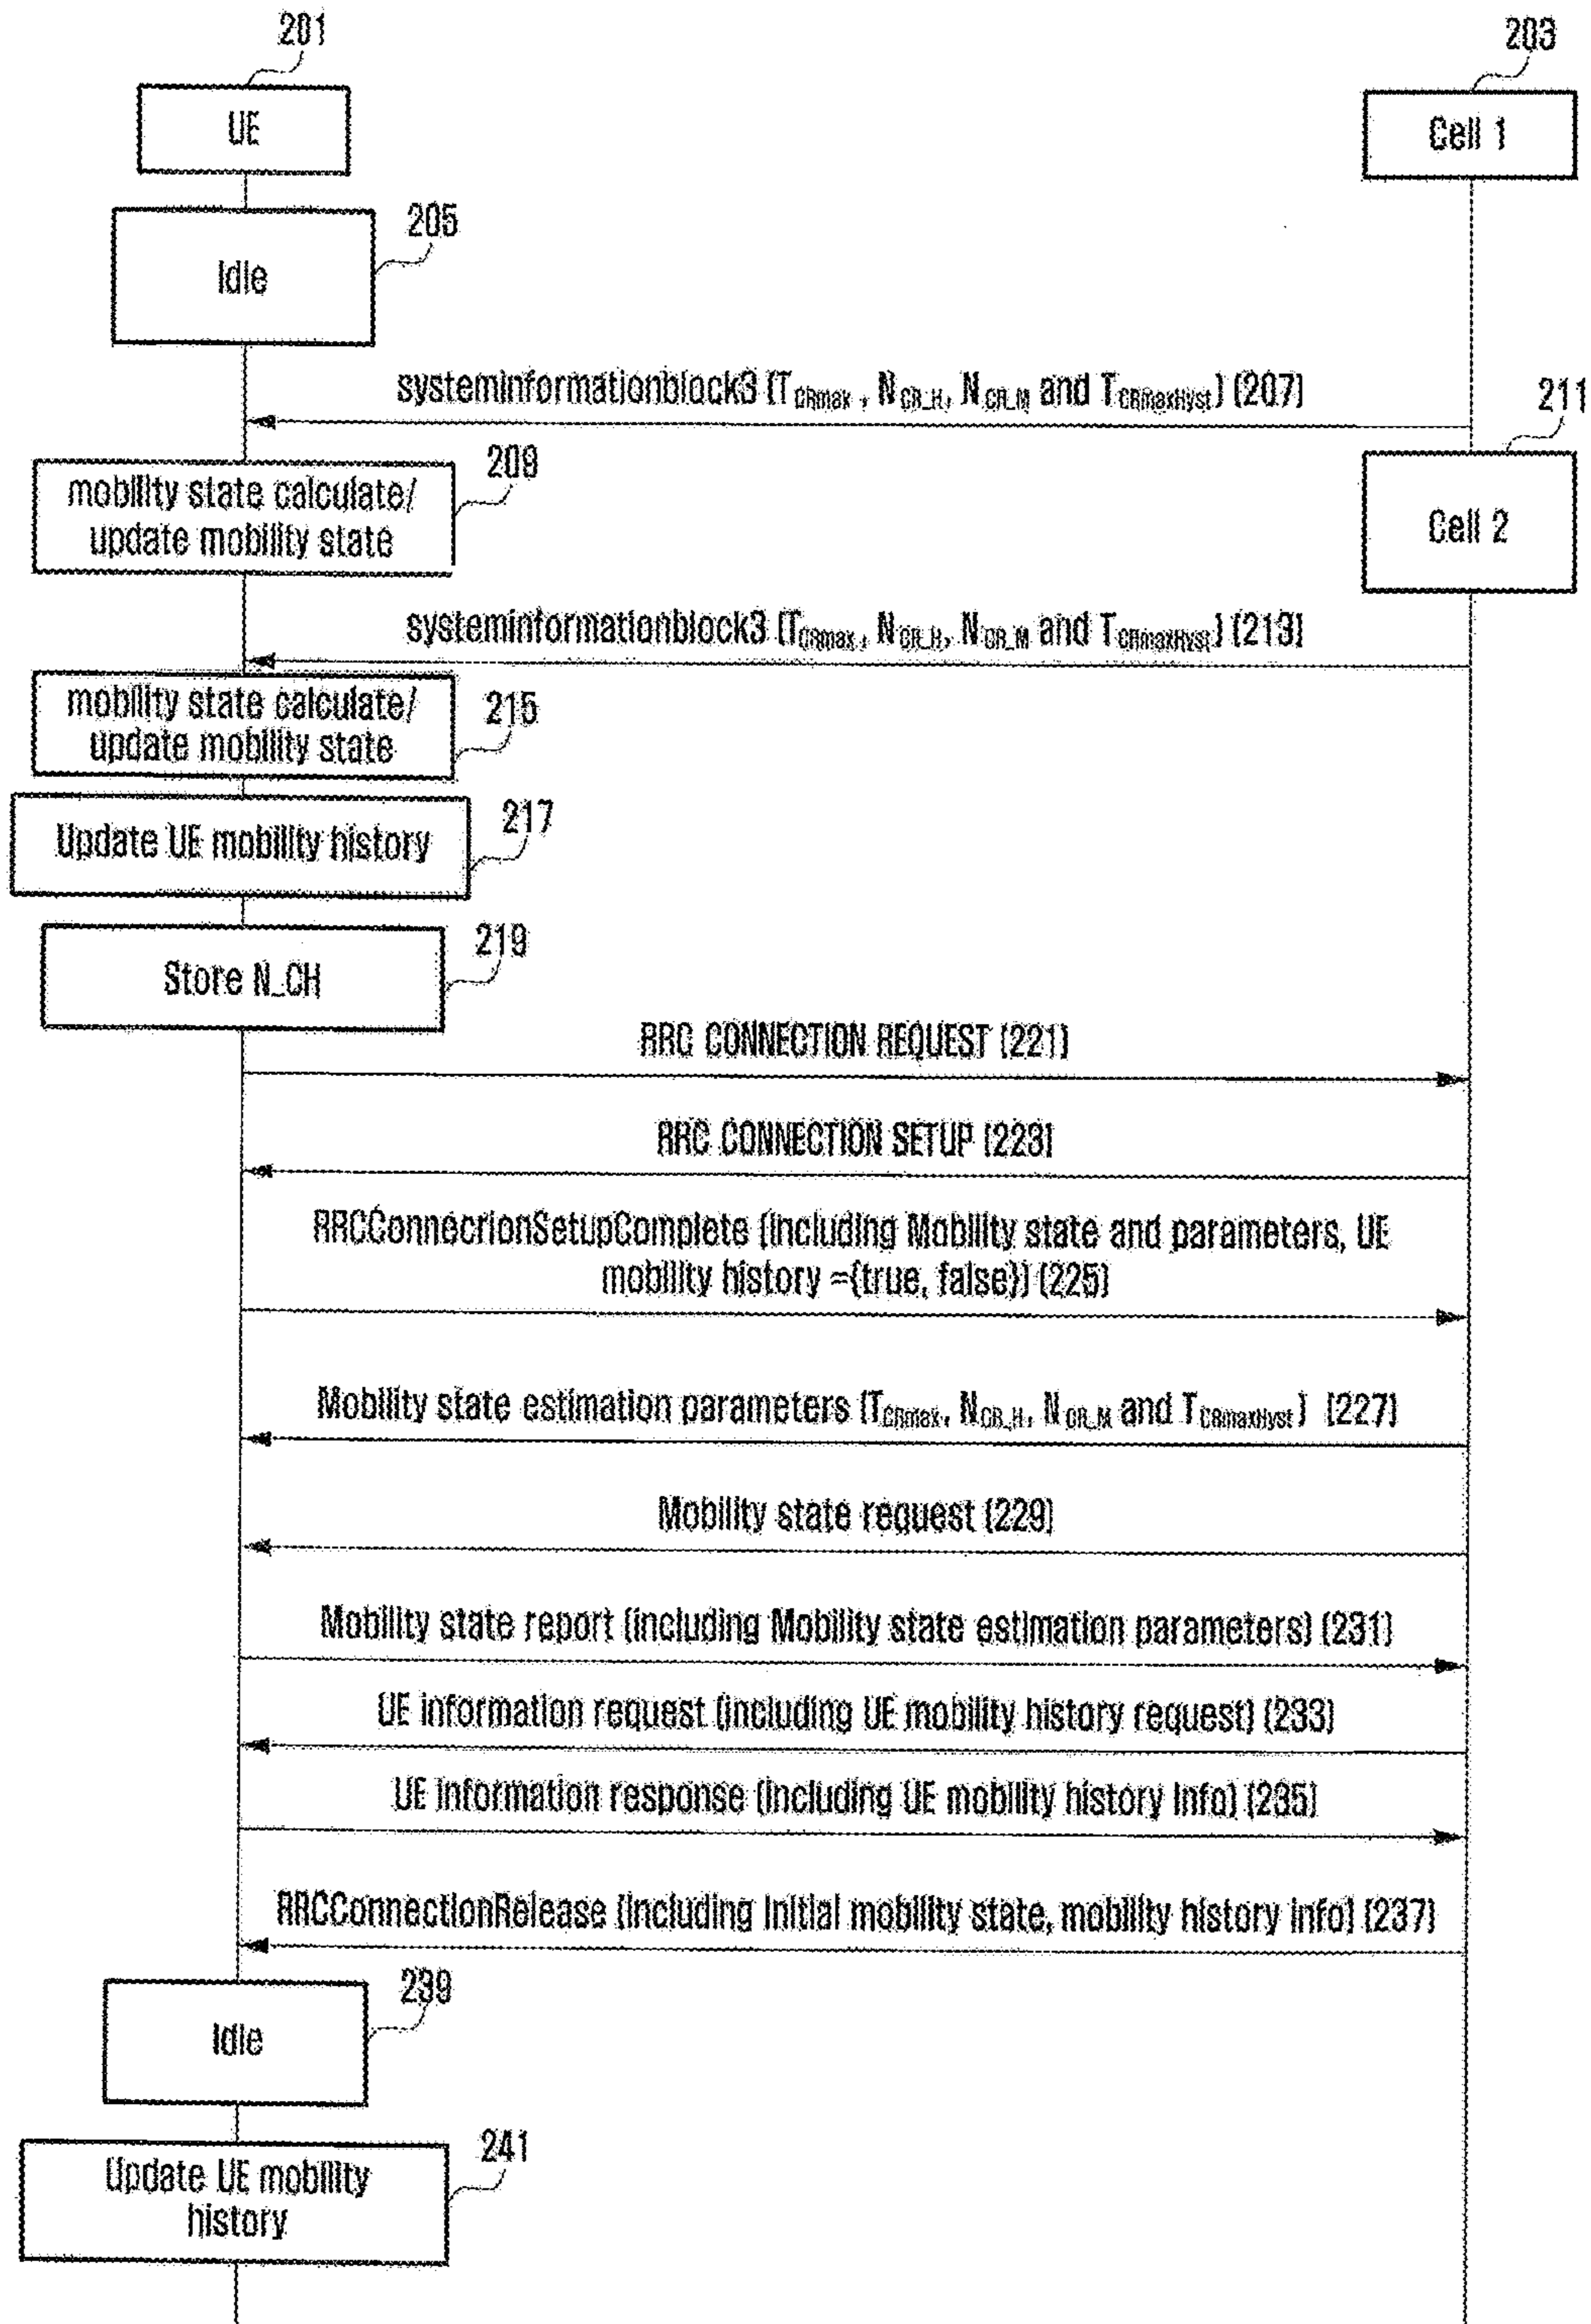 201
203
UE
Cell 1
205
Idle
systeminformationblock3 (TCRmax, NCR_H, NCR_M and TCRmaxHyst) (207)
211
209
mobility state calculate/
update mobility state
Cell 2
systeminformationblock3 (TCRmax, NCR_H, NCR_M and TCRmaxHyst) (213)
215
mobility state calculate/
update mobility state
217
Update UE mobility history
219
Store N_CH
RRC CONNECTION REQUEST (221)
RRC CONNECTION SETUP (223)
RRCConnecrionSetupComplete (including Mobility state and parameters, UE
mobility history ={true, false}) (225)
Mobility state estimation parameters (TCRmax, NCR_H, NCR_M and TCRmaxHyst) (227)
Mobility state request (229)
Mobility state report (including Mobility state estimation parameters) (231)
UE information request (including UE mobility history request) (233)
UE information response (including UE mobility history info) (235)
RRCConnectionRelease (including initial mobility state, mobility history info) (237)
239
Idle
241
Update UE mobility
history